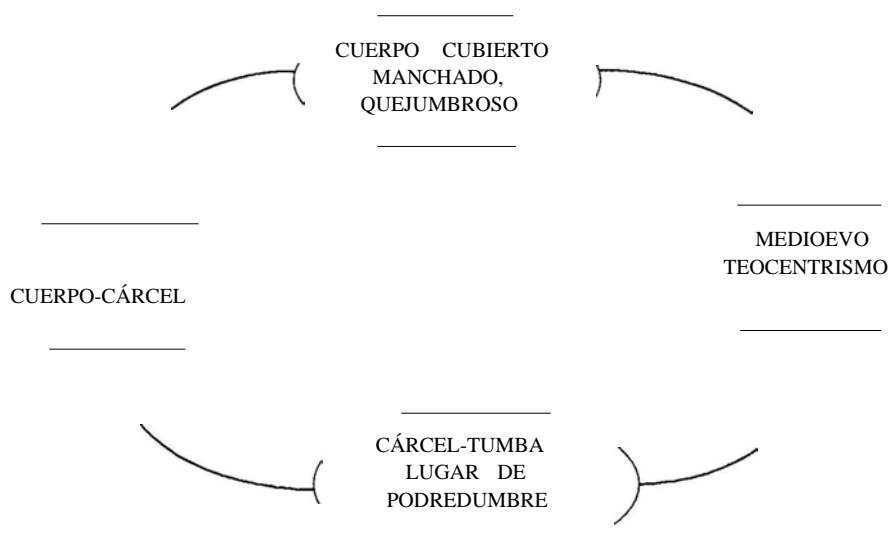 CUERPO CUBIERTO
MANCHADO,
QUEJUMBROSO
MEDIOEVO
TEOCENTRISMO
CUERPO-CÁRCEL
CÁRCEL-TUMBA
LUGAR DE
PODREDUMBRE